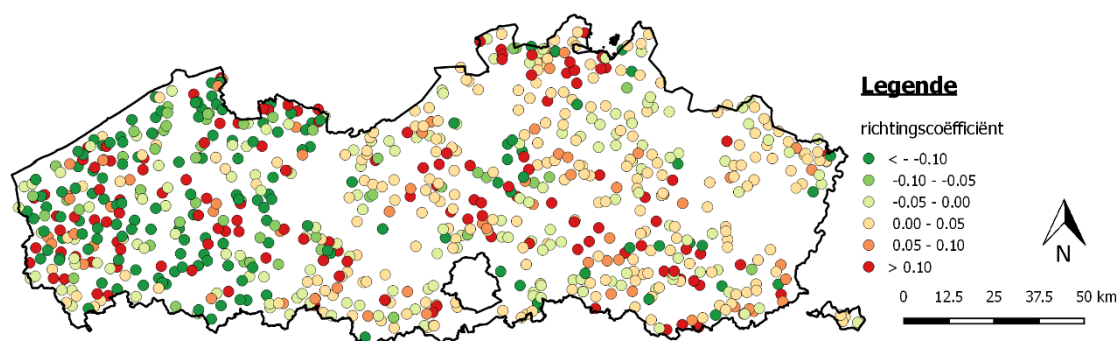 Legende
richtingscoëfficiënt
< - -0.10
-0.10 - -0.05
-0.05 - 0.00
0.00 - 0.05
0.05 - 0.10
> 0.10
N
0 12.5 25 37.5 50 km